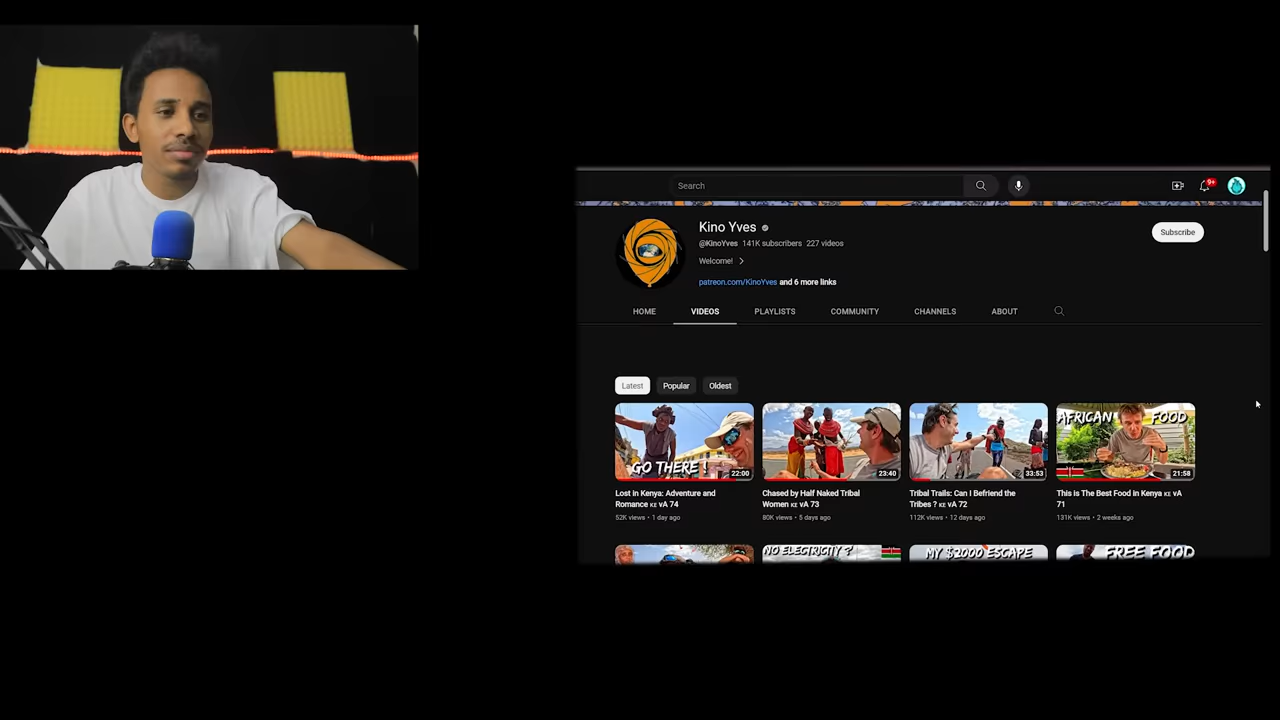 Search
9+
Kino Yves
@KinoYves 141K subscribers 227 videos
Welcome!
patreon.com/KinoYves and 6 more links
Subscribe
HOME VIDEOS PLAYLISTS COMMUNITY CHANNELS ABOUT
Latest Popular Oldest
GO THERE !
22:00
23:40
33:53
AFRICAN FOOD
21:58
Lost in Kenya: Adventure and
Romance 🇰🇪 vA 74
52K views • 1 day ago
Chased by Half Naked Tribal
Women 🇰🇪 vA 73
80K views • 5 days ago
Tribal Trails: Can I Befriend the
Tribes ? 🇰🇪 vA 72
112K views • 12 days ago
This is The Best Food in Kenya 🇰🇪 vA
71
131K views • 2 weeks ago
NO ELECTRICITY ?
MY $2000 ESCAPE
FREE FOOD